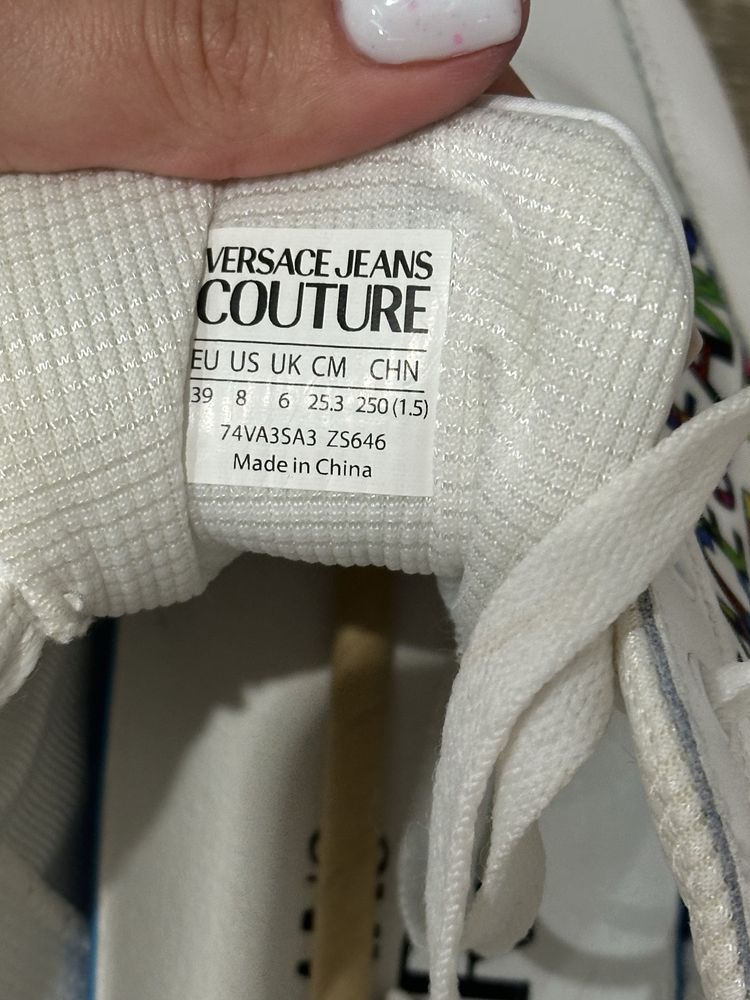 VERSACE JEANS
COUTURE
EU US UK CM CHN
39 8 6 25.3 250 (1.5)
74VA3SA3 ZS646
Made in China